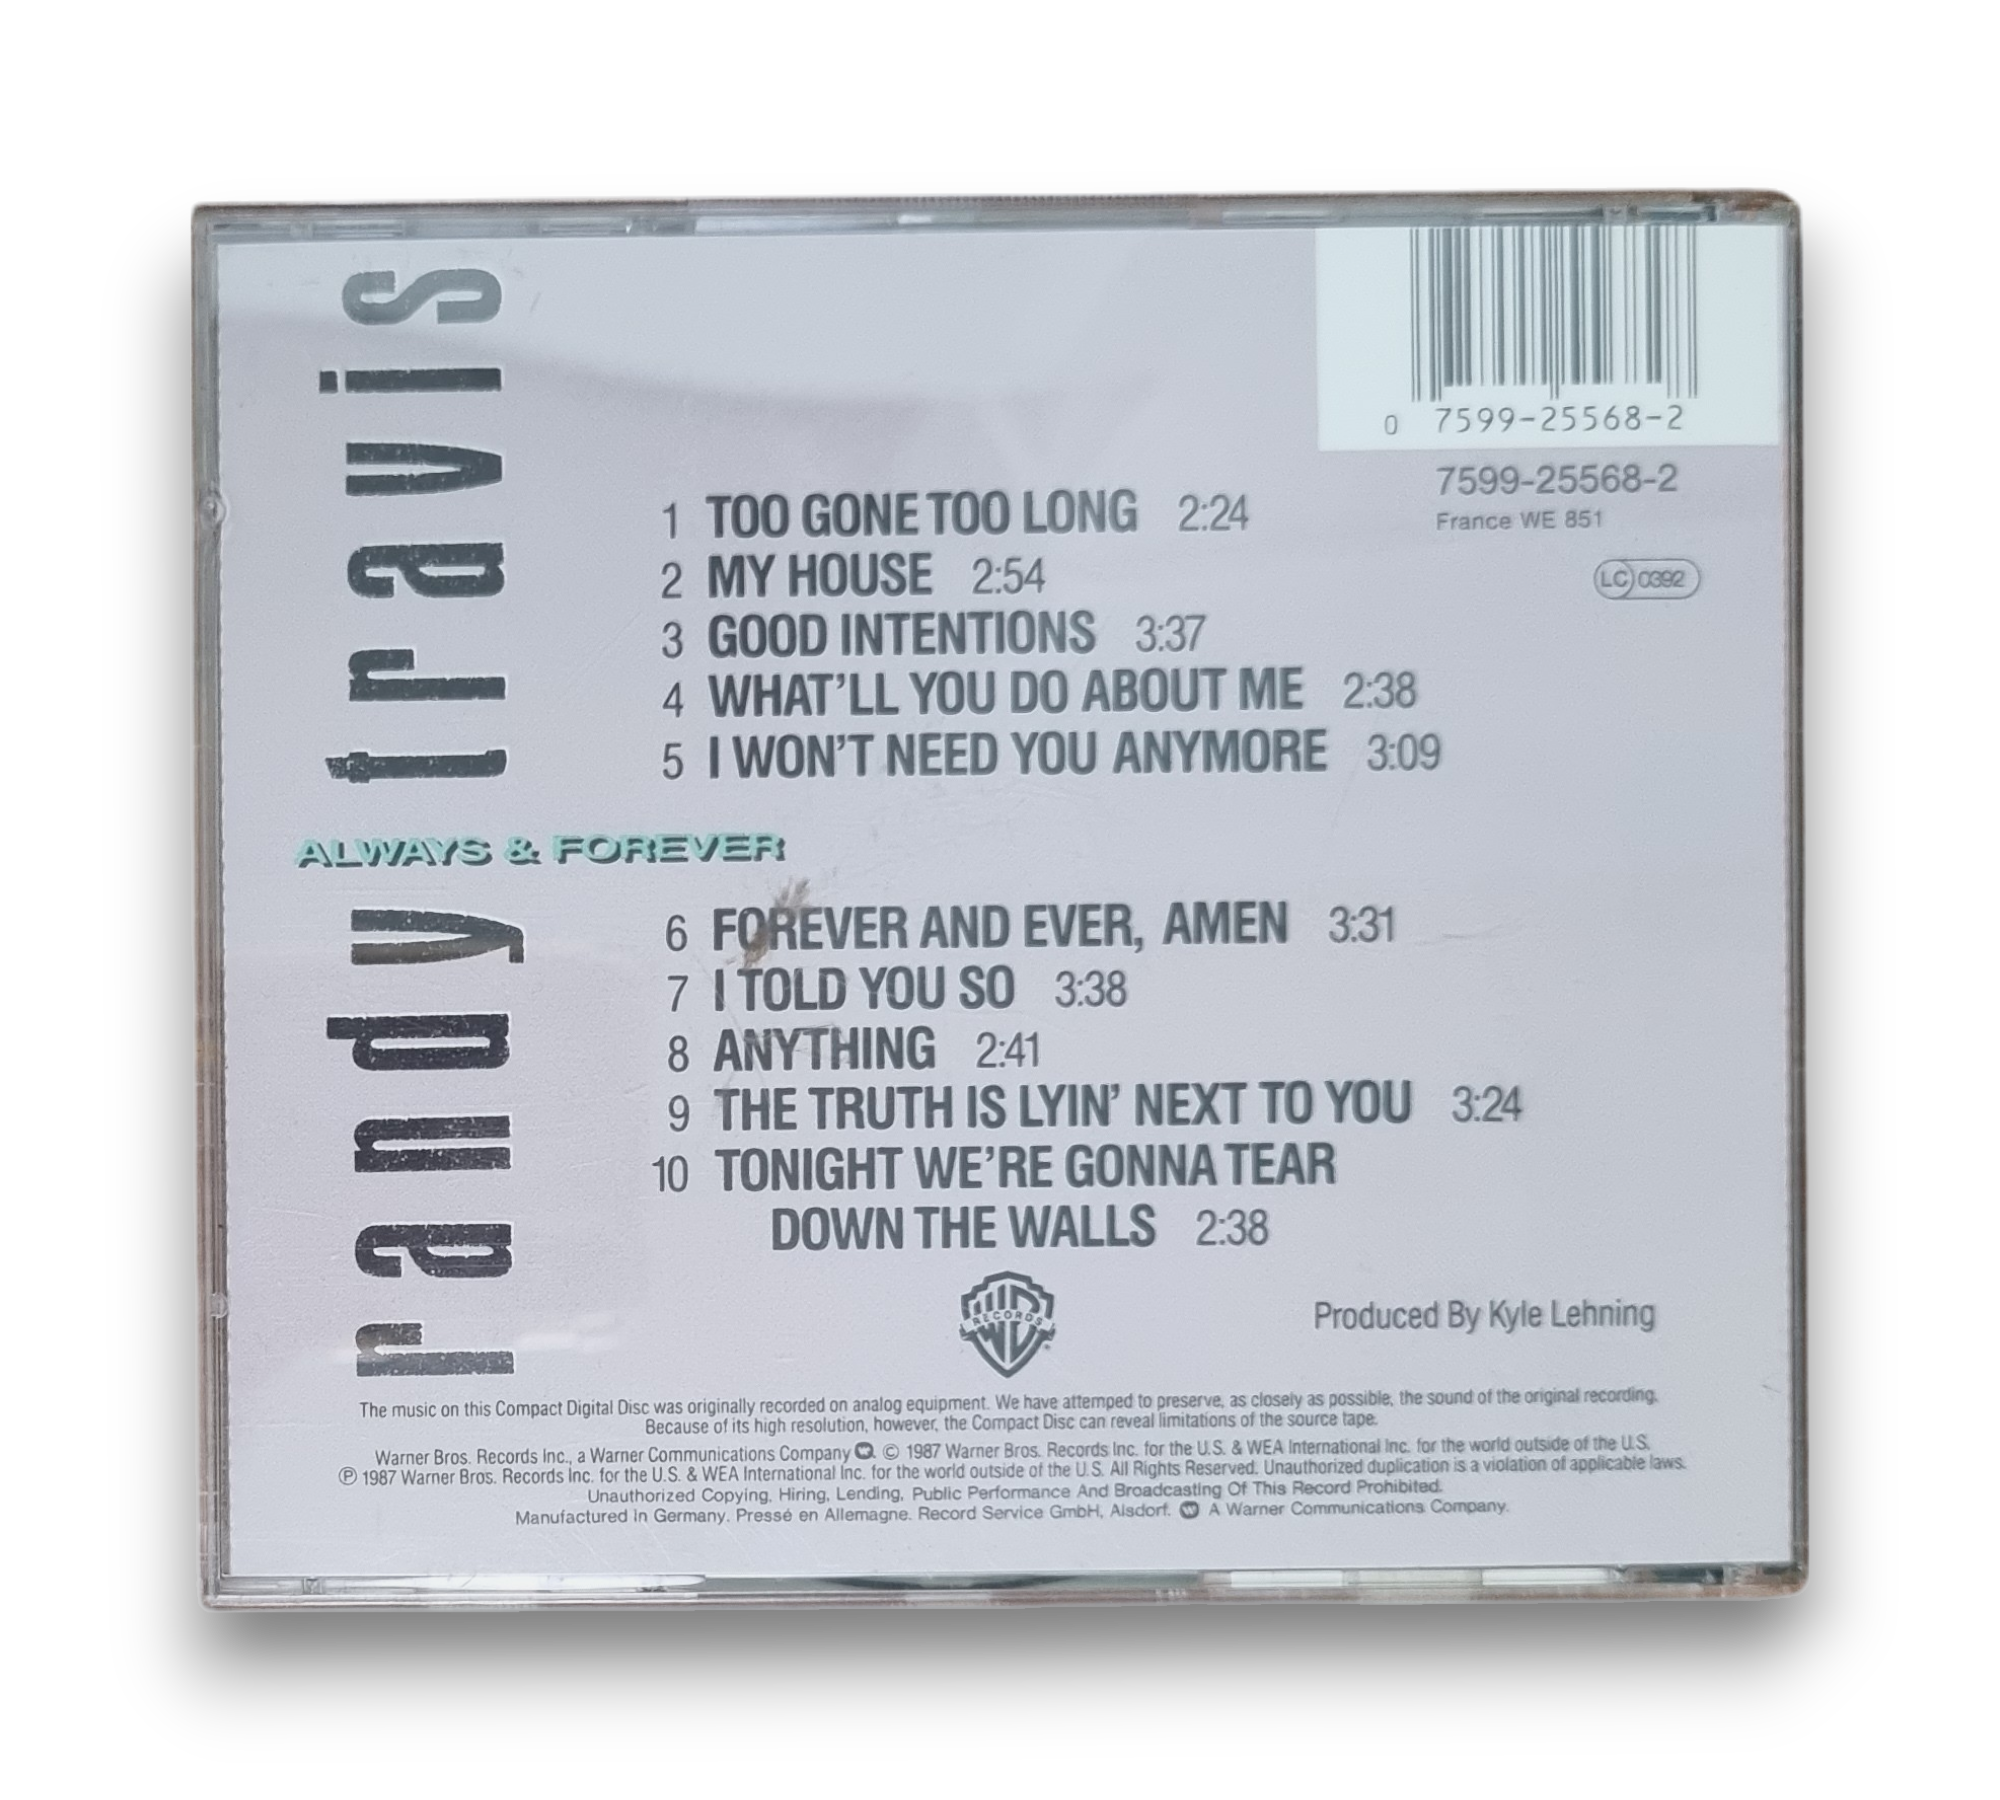 randy travis
0 7599-25568-2
7599-25568-2
France WE 851
LC 0392
1 TOO GONE TOO LONG 2:24
2 MY HOUSE 2:54
3 GOOD INTENTIONS 3:37
4 WHAT'LL YOU DO ABOUT ME 2:38
5 I WON'T NEED YOU ANYMORE 3:09
ALWAYS & FOREVER
6 FOREVER AND EVER, AMEN 3:31
7 I TOLD YOU SO 3:38
8 ANYTHING 2:41
9 THE TRUTH IS LYIN' NEXT TO YOU 3:24
10 TONIGHT WE'RE GONNA TEAR
DOWN THE WALLS 2:38
RECORDS
Produced By Kyle Lehning
The music on this Compact Digital Disc was originally recorded on analog equipment. We have attemped to preserve, as closely as possible, the sound of the original recording.
Because of its high resolution, however, the Compact Disc can reveal limitations of the source tape.
Warner Bros. Records Inc., a Warner Communications Company. © 1987 Warner Bros. Records Inc. for the U.S. & WEA International Inc. for the world outside of the U.S.
℗ 1987 Warner Bros. Records Inc. for the U.S. & WEA International Inc. for the world outside of the U.S. All Rights Reserved. Unauthorized duplication is a violation of applicable laws.
Unauthorized Copying, Hiring, Lending, Public Performance And Broadcasting Of This Record Prohibited.
Manufactured in Germany. Pressé en Allemagne. Record Service GmbH, Alsdorf. A Warner Communications Company.